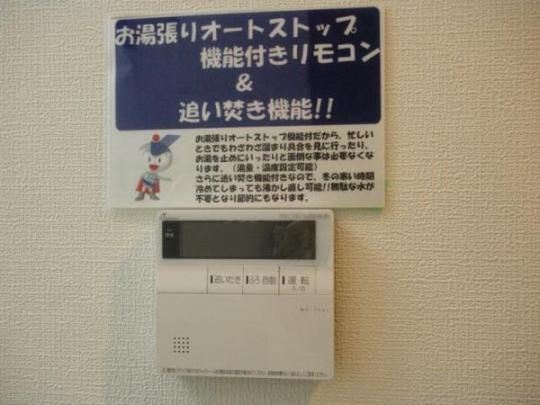 お湯張りオートストップ
機能付きリモコン
&
追い焚き機能!!
お湯張りオートストップ機能付だから、忙しい
ときでもわざわざ溜まり具合を見に行ったり、
お湯を止めにいったりと面倒な事は必要なくな
ります。(湯量・温度設定可能)
さらに追い焚き機能付きなので、冬の寒い時期
冷めてしまっても沸かし直し可能!!無駄な水が
不要となり節約にもなります。
追いだき ふろ自動 運転
入/切